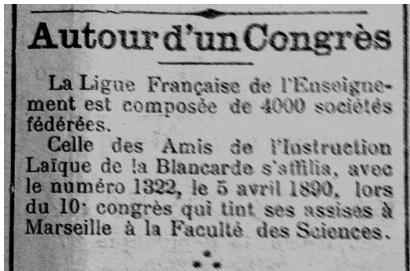 Autour d'un Congrès
La Ligue Française de l'Enseigne-
ment est composée de 4000 sociétés
fédérées.
Celle des Amis de l'Instruction
Laïque de la Blancarde s'affilia, avec
le numéro 1322, le 5 avril 1890, lors
du 10e congrès qui tint ses assises à
Marseille à la Faculté des Sciences.